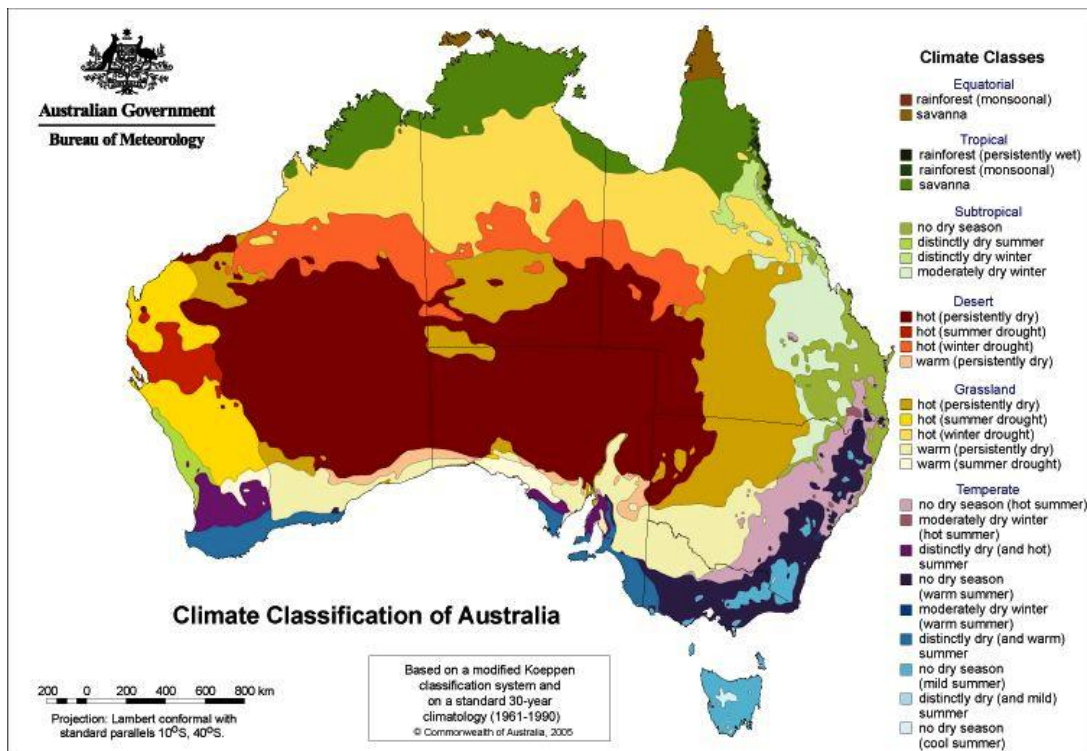 Australian Government
Bureau of Meteorology
Climate Classes
Equatorial
rainforest (monsoonal)
savanna
Tropical
rainforest (persistently wet)
rainforest (monsoonal)
savanna
Subtropical
no dry season
distinctly dry summer
distinctly dry winter
moderately dry winter
Desert
hot (persistently dry)
hot (summer drought)
hot (winter drought)
warm (persistently dry)
Grassland
hot (persistently dry)
hot (summer drought)
hot (winter drought)
warm (persistently dry)
warm (summer drought)
Temperate
no dry season (hot summer)
moderately dry winter
(hot summer)
distinctly dry (and hot)
summer
no dry season
(warm summer)
moderately dry winter
(warm summer)
distinctly dry (and warm)
summer
no dry season
(mild summer)
distinctly dry (and mild)
summer
no dry season
(cool summer)
Climate Classification of Australia
Based on a modified Koeppen
classification system and
on a standard 30-year
climatology (1961-1990)
© Commonwealth of Australia, 2005
200 0 200 400 600 800 km
Projection: Lambert conformal with
standard parallels 10°S, 40°S.